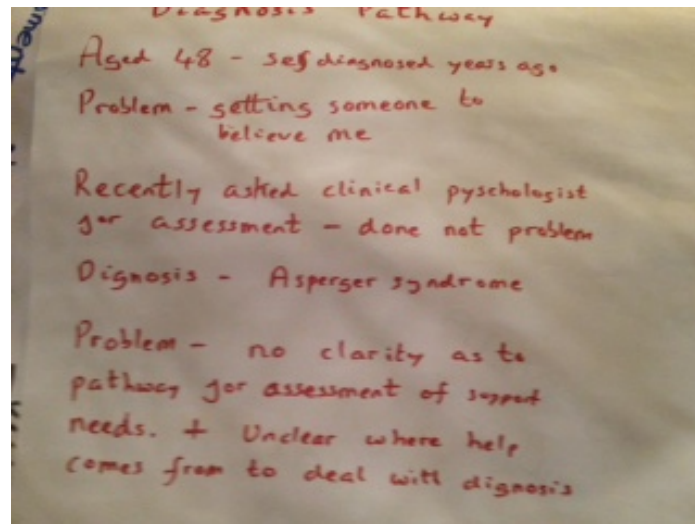 Diagnosis Pathway
Aged 48 - self diagnosed years ago
Problem - getting someone to
believe me
Recently asked clinical pyschologist
for assessment - done not problem
Dignosis - Asperger syndrome
Problem - no clarity as to
pathway for assessment of support
needs. + Unclear where help
comes from to deal with dignosis